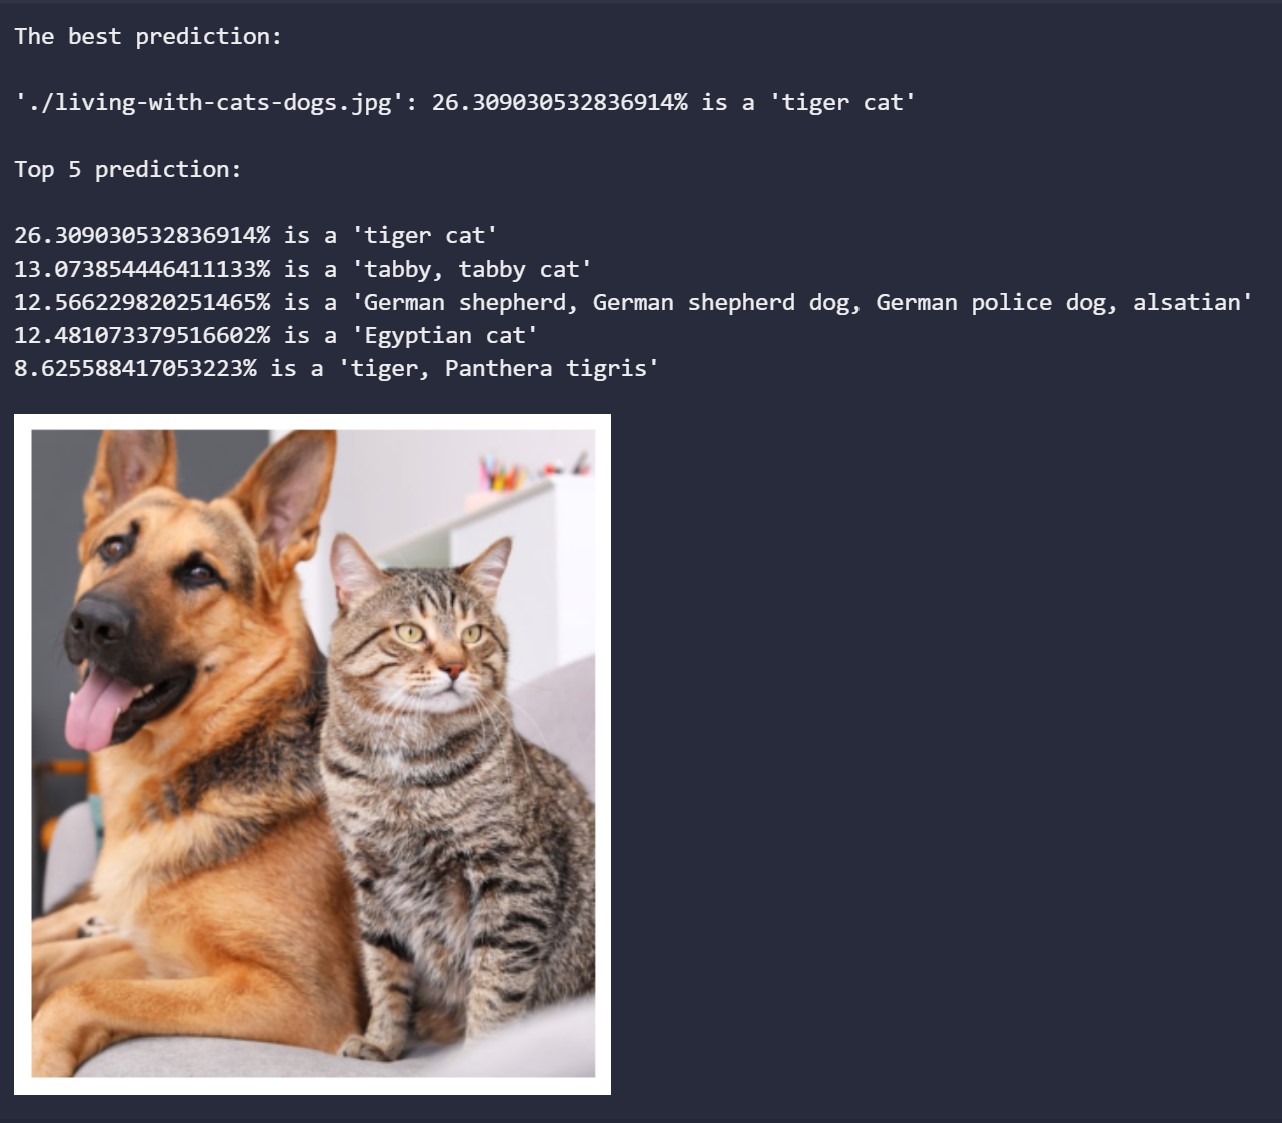 The best prediction:
'./living-with-cats-dogs.jpg': 26.309030532836914% is a 'tiger cat'
Top 5 prediction:
26.309030532836914% is a 'tiger cat'
13.073854446411133% is a 'tabby, tabby cat'
12.566229820251465% is a 'German shepherd, German shepherd dog, German police dog, alsatian'
12.481073379516602% is a 'Egyptian cat'
8.625588417053223% is a 'tiger, Panthera tigris'